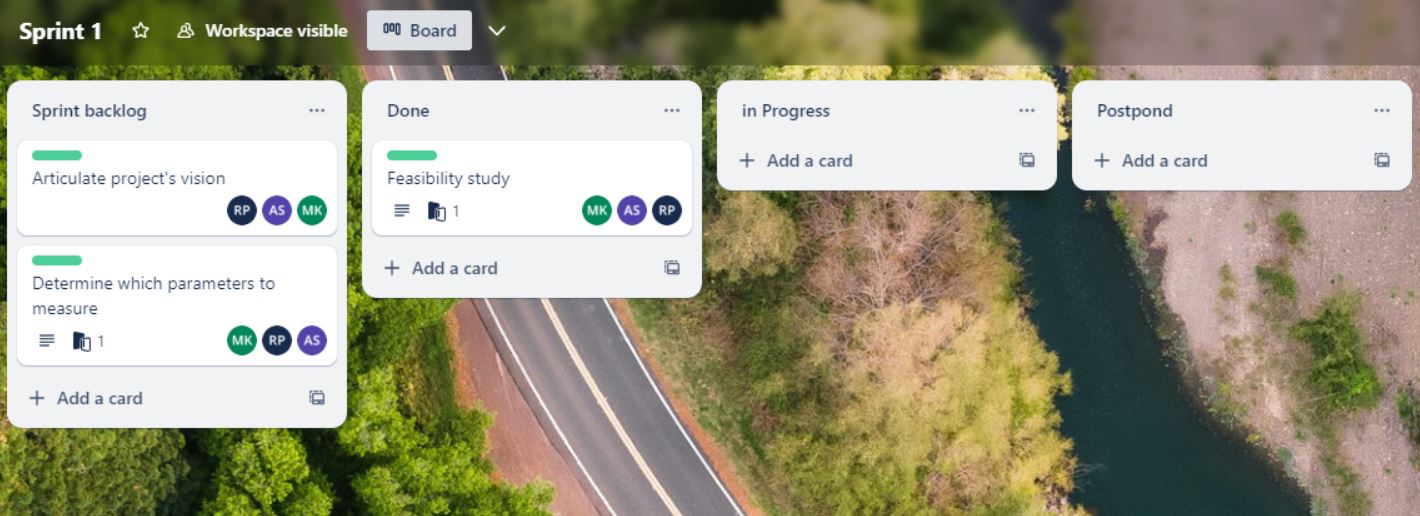 Sprint 1
Workspace visible
Board
Sprint backlog
Articulate project's vision
RP AS MK
Determine which parameters to
measure
1
MK RP AS
Add a card
Done
Feasibility study
1
MK AS RP
Add a card
in Progress
Add a card
Postpond
Add a card